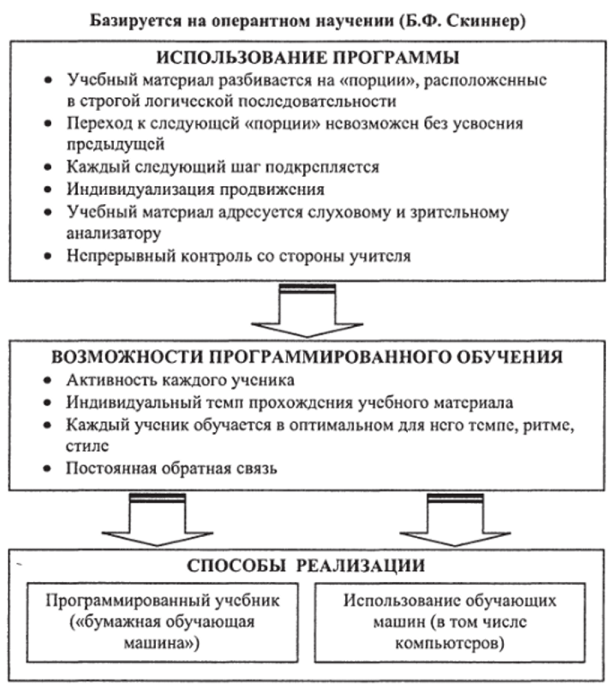 Базируется на оперантном научении (Б.Ф. Скиннер)
ИСПОЛЬЗОВАНИЕ ПРОГРАММЫ
• Учебный материал разбивается на «порции», расположенные
в строгой логической последовательности
• Переход к следующей «порции» невозможен без усвоения
предыдущей
• Каждый следующий шаг подкрепляется
• Индивидуализация продвижения
• Учебный материал адресуется слуховому и зрительному
анализатору
• Непрерывный контроль со стороны учителя
ВОЗМОЖНОСТИ ПРОГРАММИРОВАННОГО ОБУЧЕНИЯ
• Активность каждого ученика
• Индивидуальный темп прохождения учебного материала
• Каждый ученик обучается в оптимальном для него темпе, ритме,
стиле
• Постоянная обратная связь
СПОСОБЫ РЕАЛИЗАЦИИ
Программированный учебник
(«бумажная обучающая
машина»)
Использование обучающих
машин (в том числе
компьютеров)